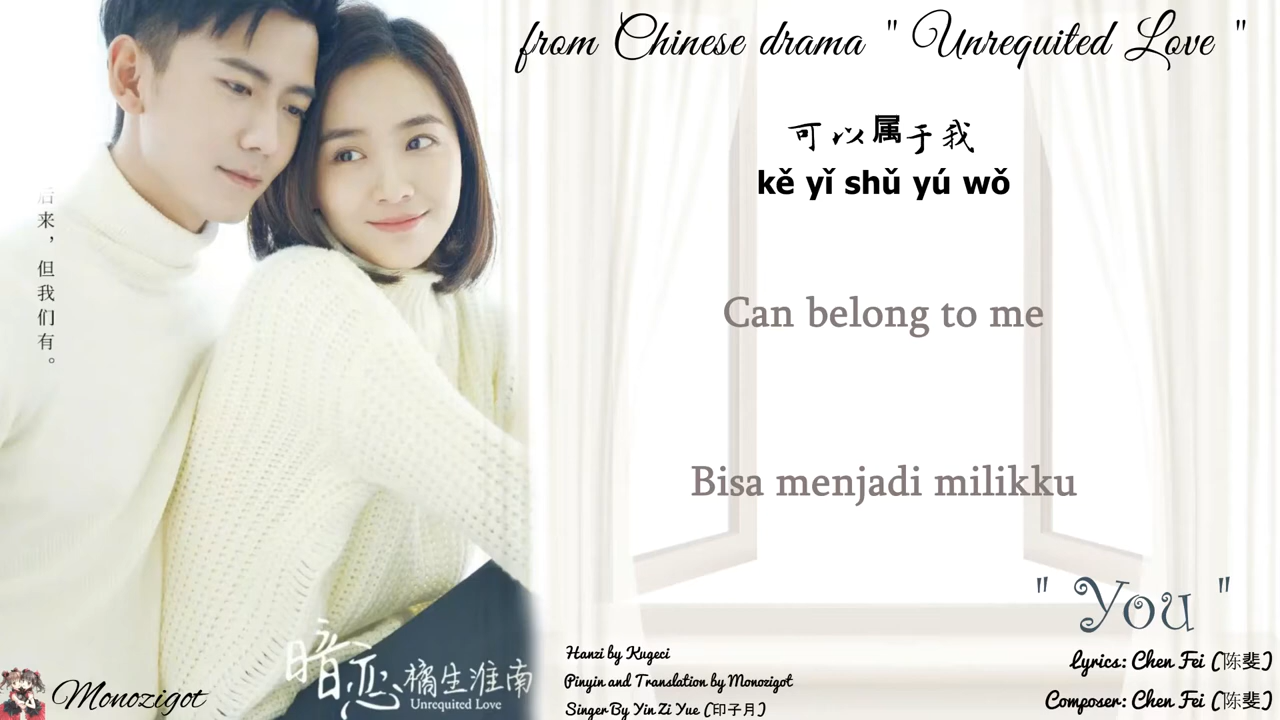 from Chinese drama " Unrequited Love "
可以属于我
kě yǐ shǔ yú wǒ
后来，但我们有。
Can belong to me
Bisa menjadi milikku
" You "
暗恋 橘生淮南
Unrequited Love
Monozigot
Hanzi by Kugeci
Pinyin and Translation by Monozigot
Singer By Yin Zi Yue (印子月)
Lyrics: Chen Fei (陈斐)
Composer: Chen Fei (陈斐)